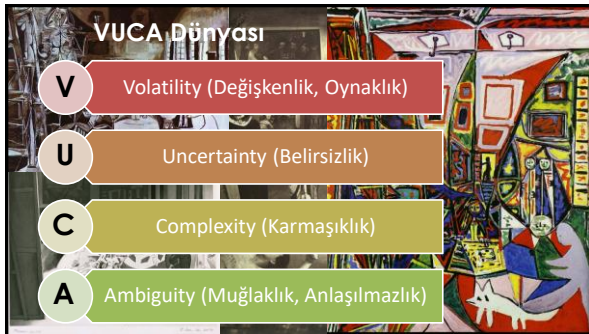 VUCA Dünyası
V
Volatility (Değişkenlik, Oynaklık)
U
Uncertainty (Belirsizlik)
C
Complexity (Karmaşıklık)
A
Ambiguity (Muğlaklık, Anlaşılmazlık)